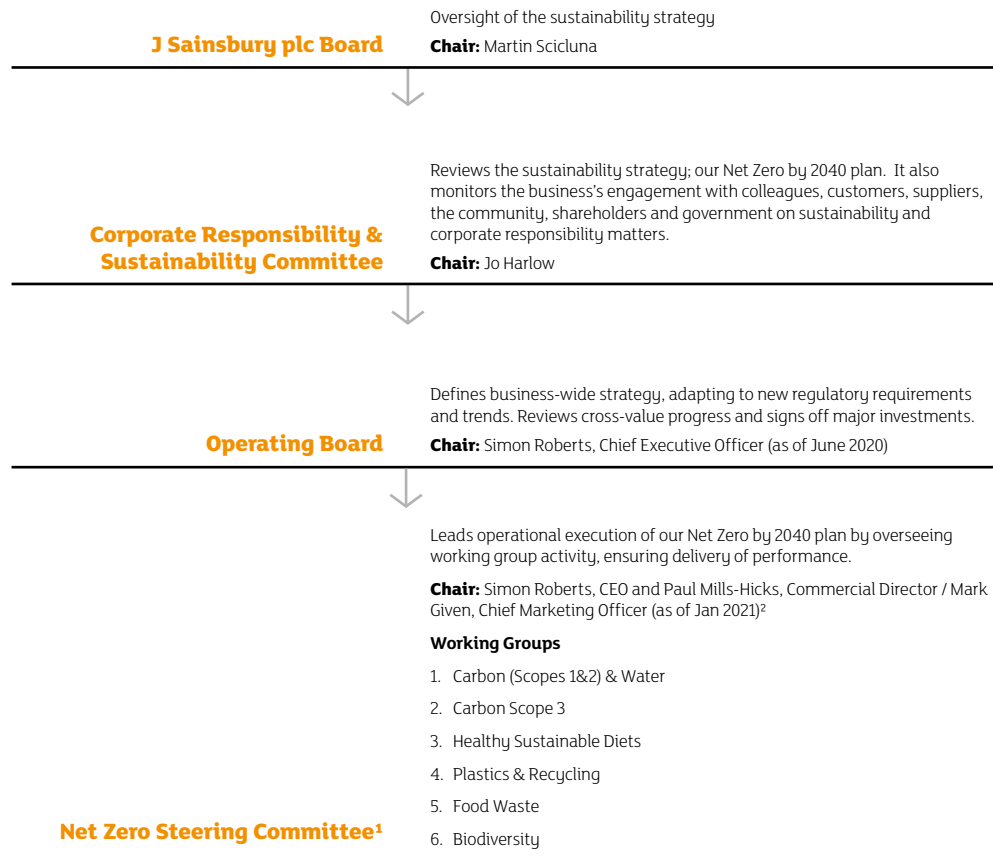 Oversight of the sustainability strategy
J Sainsbury plc Board
Chair: Martin Scicluna
Reviews the sustainability strategy; our Net Zero by 2040 plan. It also
monitors the business's engagement with colleagues, customers, suppliers,
the community, shareholders and government on sustainability and
corporate responsibility matters.
Corporate Responsibility &
Sustainability Committee
Chair: Jo Harlow
Defines business-wide strategy, adapting to new regulatory requirements
and trends. Reviews cross-value progress and signs off major investments.
Operating Board
Chair: Simon Roberts, Chief Executive Officer (as of June 2020)
Leads operational execution of our Net Zero by 2040 plan by overseeing
working group activity, ensuring delivery of performance.
Chair: Simon Roberts, CEO and Paul Mills-Hicks, Commercial Director / Mark
Given, Chief Marketing Officer (as of Jan 2021)²
Working Groups
1. Carbon (Scopes 1&2) & Water
2. Carbon Scope 3
3. Healthy Sustainable Diets
4. Plastics & Recycling
5. Food Waste
6. Biodiversity
Net Zero Steering Committee¹